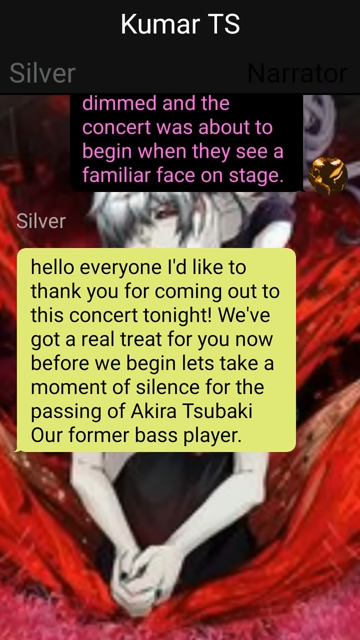 Kumar TS
Silver Narrator
dimmed and the
concert was about to
begin when they see a
familiar face on stage.
Silver
hello everyone I'd like to
thank you for coming out to
this concert tonight! We've
got a real treat for you now
before we begin lets take a
moment of silence for the
passing of Akira Tsubaki
Our former bass player.